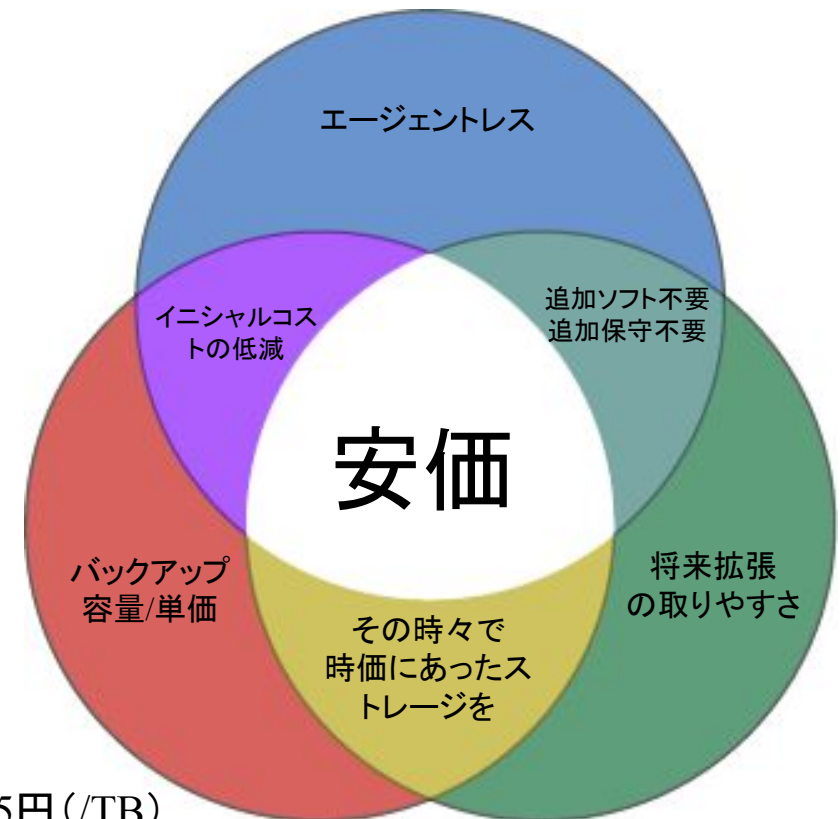 エージェントレス
イニシャルコス
トの低減
追加ソフト不要
追加保守不要
安価
バックアップ
容量/単価
将来拡張
の取りやすさ
その時々で
時価にあったス
トレージを
5円(/TB)